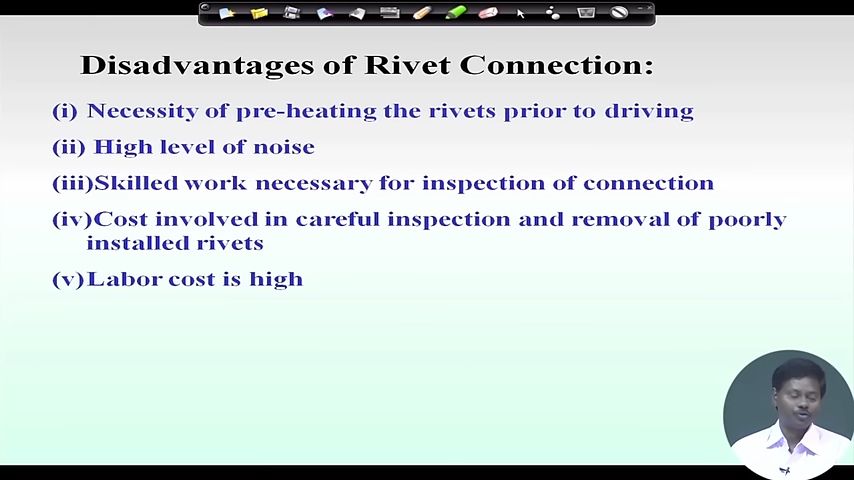 Disadvantages of Rivet Connection:
(i) Necessity of pre-heating the rivets prior to driving
(ii) High level of noise
(iii)Skilled work necessary for inspection of connection
(iv)Cost involved in careful inspection and removal of poorly
installed rivets
(v)Labor cost is high